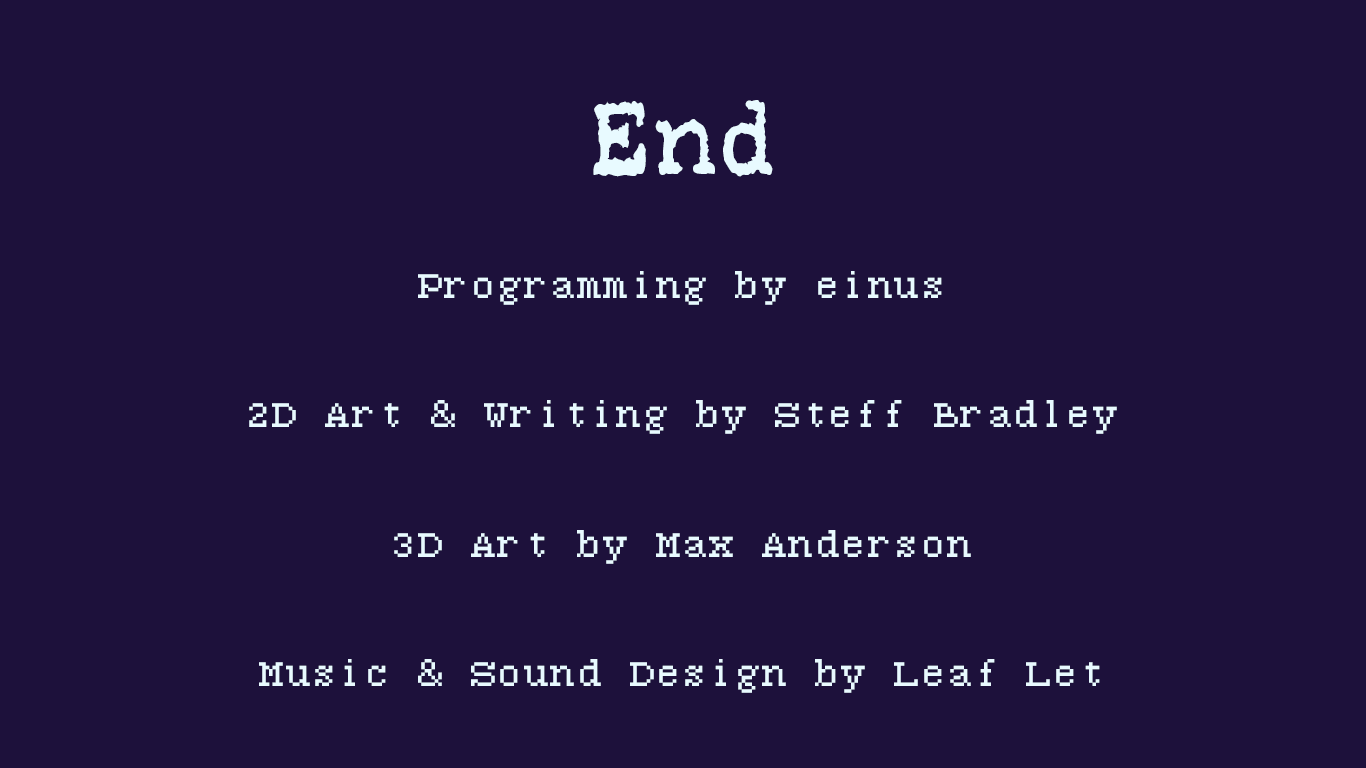 End
Programming by einus
2D Art & Writing by Steff Bradley
3D Art by Max Anderson
Music & Sound Design by Leaf Let